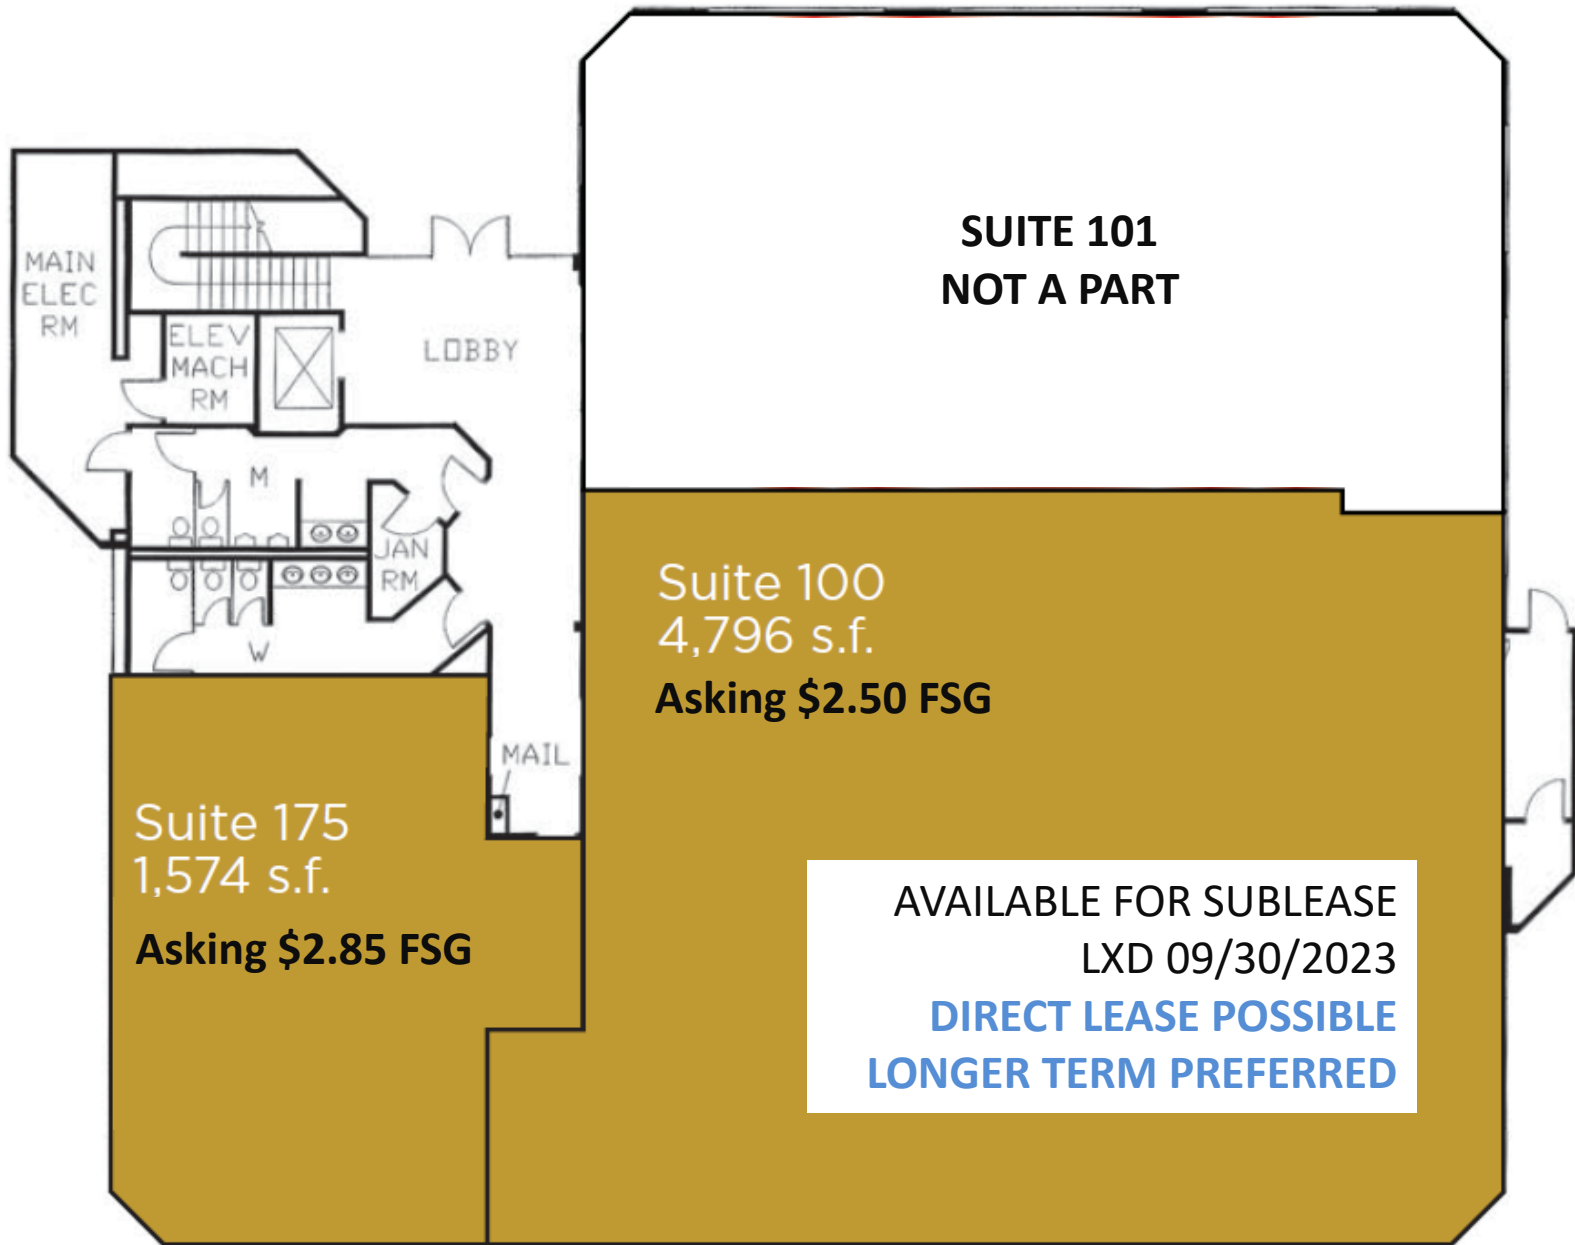 SUITE 101
NOT A PART
MAIN
ELEC
RM
ELEV
MACH
RM
LOBBY
M
JAN
RM
W
MAIL
Suite 100
4,796 s.f.
Asking $2.50 FSG
Suite 175
1,574 s.f.
Asking $2.85 FSG
AVAILABLE FOR SUBLEASE
LXD 09/30/2023
DIRECT LEASE POSSIBLE
LONGER TERM PREFERRED